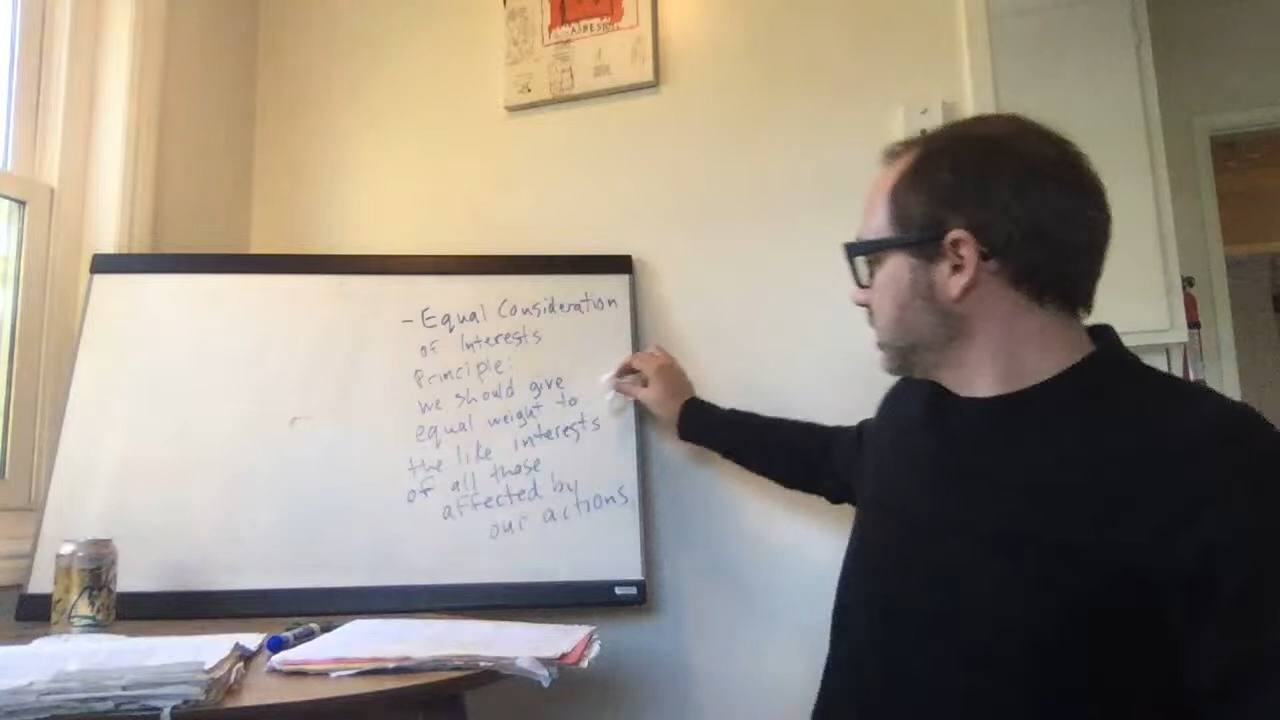 ASBESTOS
- Equal Consideration
of Interests
Principle:
we should give
equal weight to
the like interests
of all those
affected by
our actions